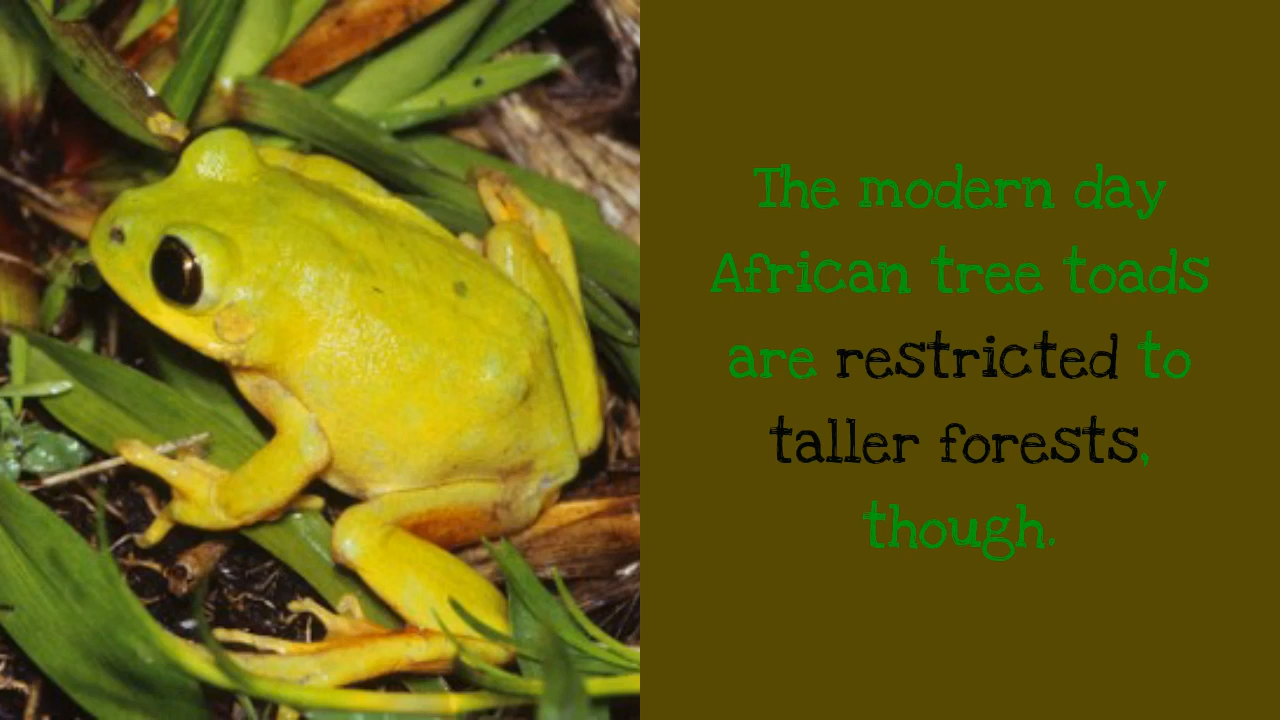 The modern day
African tree toads
are restricted to
taller forests,
though.